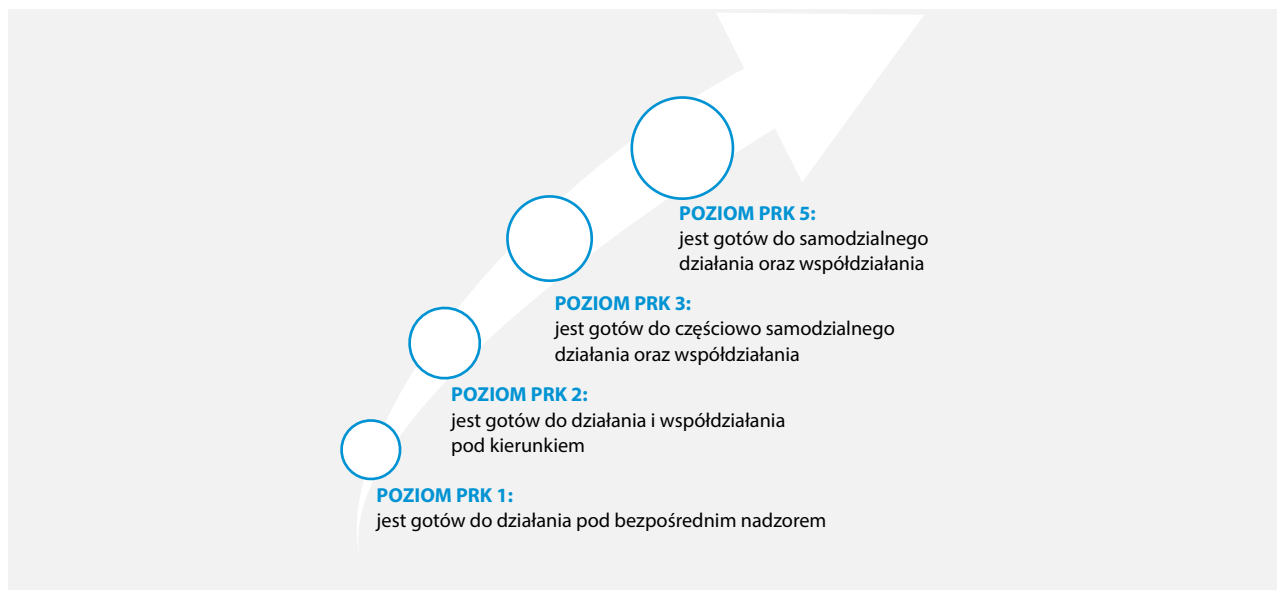 POZIOM PRK 5:
jest gotów do samodzialnego
działania oraz współdziałania
POZIOM PRK 3:
jest gotów do częściowo samodzialnego
działania oraz współdziałania
POZIOM PRK 2:
jest gotów do działania i współdziałania
pod kierunkiem
POZIOM PRK 1:
jest gotów do działania pod bezpośrednim nadzorem